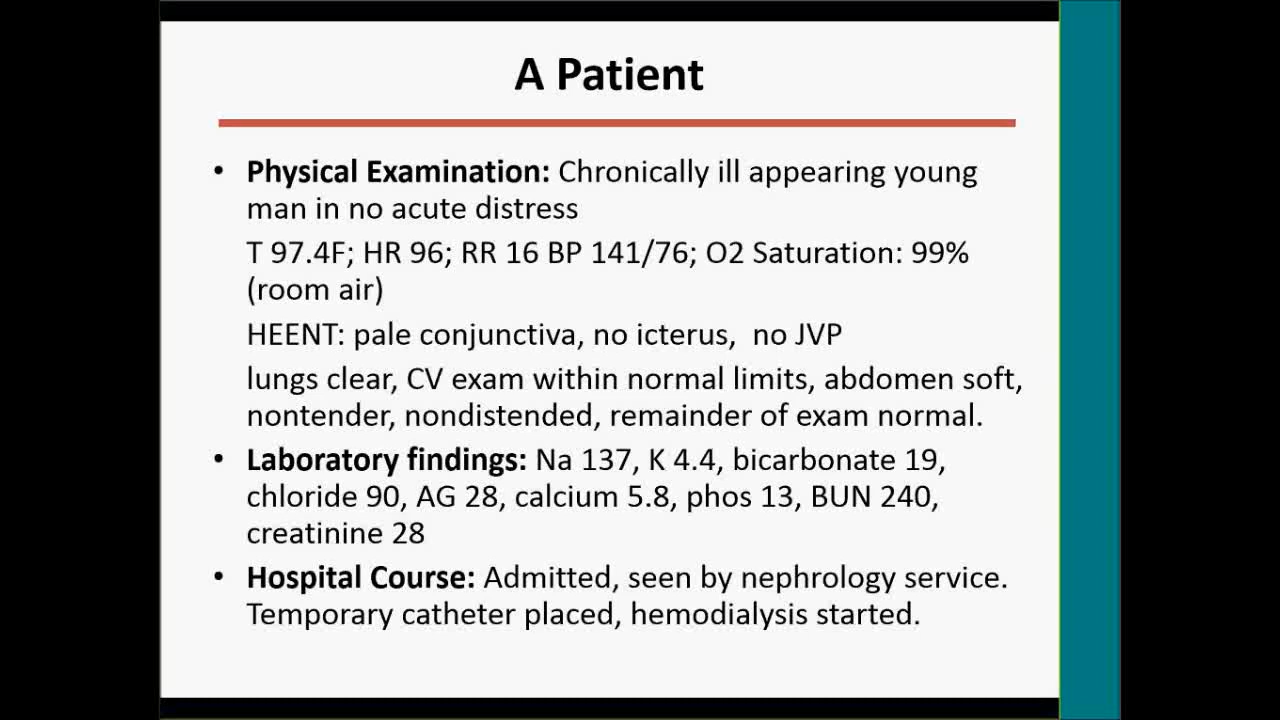 A Patient
• Physical Examination: Chronically ill appearing young
man in no acute distress
T 97.4F; HR 96; RR 16 BP 141/76; O2 Saturation: 99%
(room air)
HEENT: pale conjunctiva, no icterus,  no JVP
lungs clear, CV exam within normal limits, abdomen soft,
nontender, nondistended, remainder of exam normal.
• Laboratory findings: Na 137, K 4.4, bicarbonate 19,
chloride 90, AG 28, calcium 5.8, phos 13, BUN 240,
creatinine 28
• Hospital Course: Admitted, seen by nephrology service.
Temporary catheter placed, hemodialysis started.